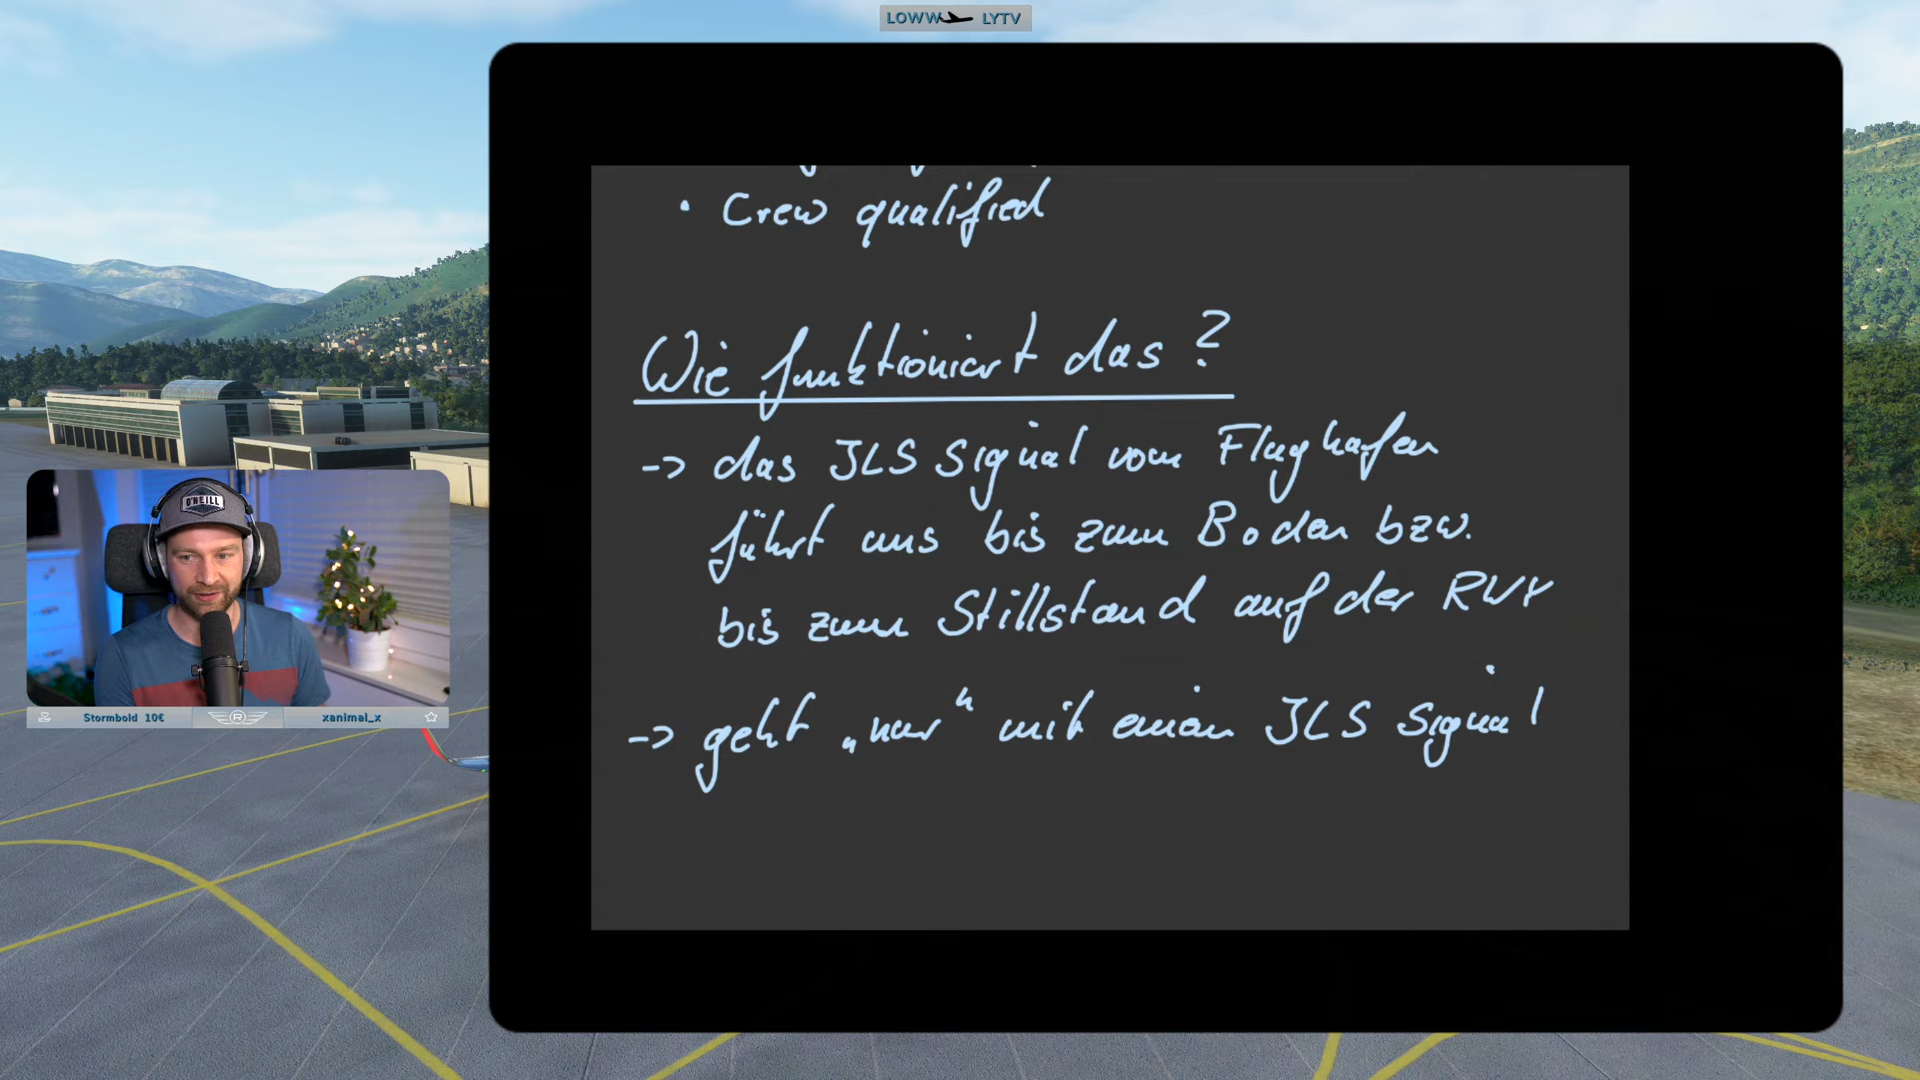 LOWW LYTV
• Crew qualified
Wie funktioniert das?
-> das ILS Signal vom Flughafen
führt uns bis zum Boden bzw.
bis zum Stillstand auf der RWY
-> geht „nur“ mit einem ILS Signal
O'NEILL
Stormbold 10€ R xanimal_x